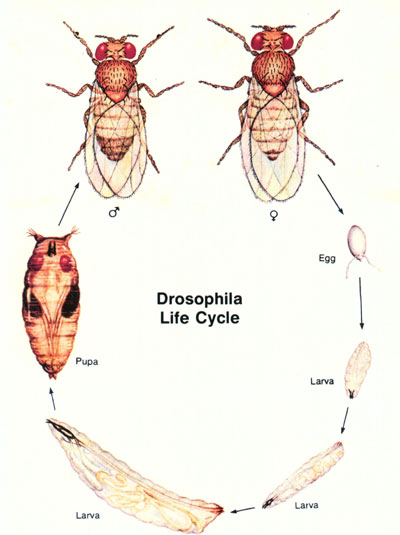 ♂
♀
Egg
Drosophila
Life Cycle
Pupa
Larva
Larva
Larva